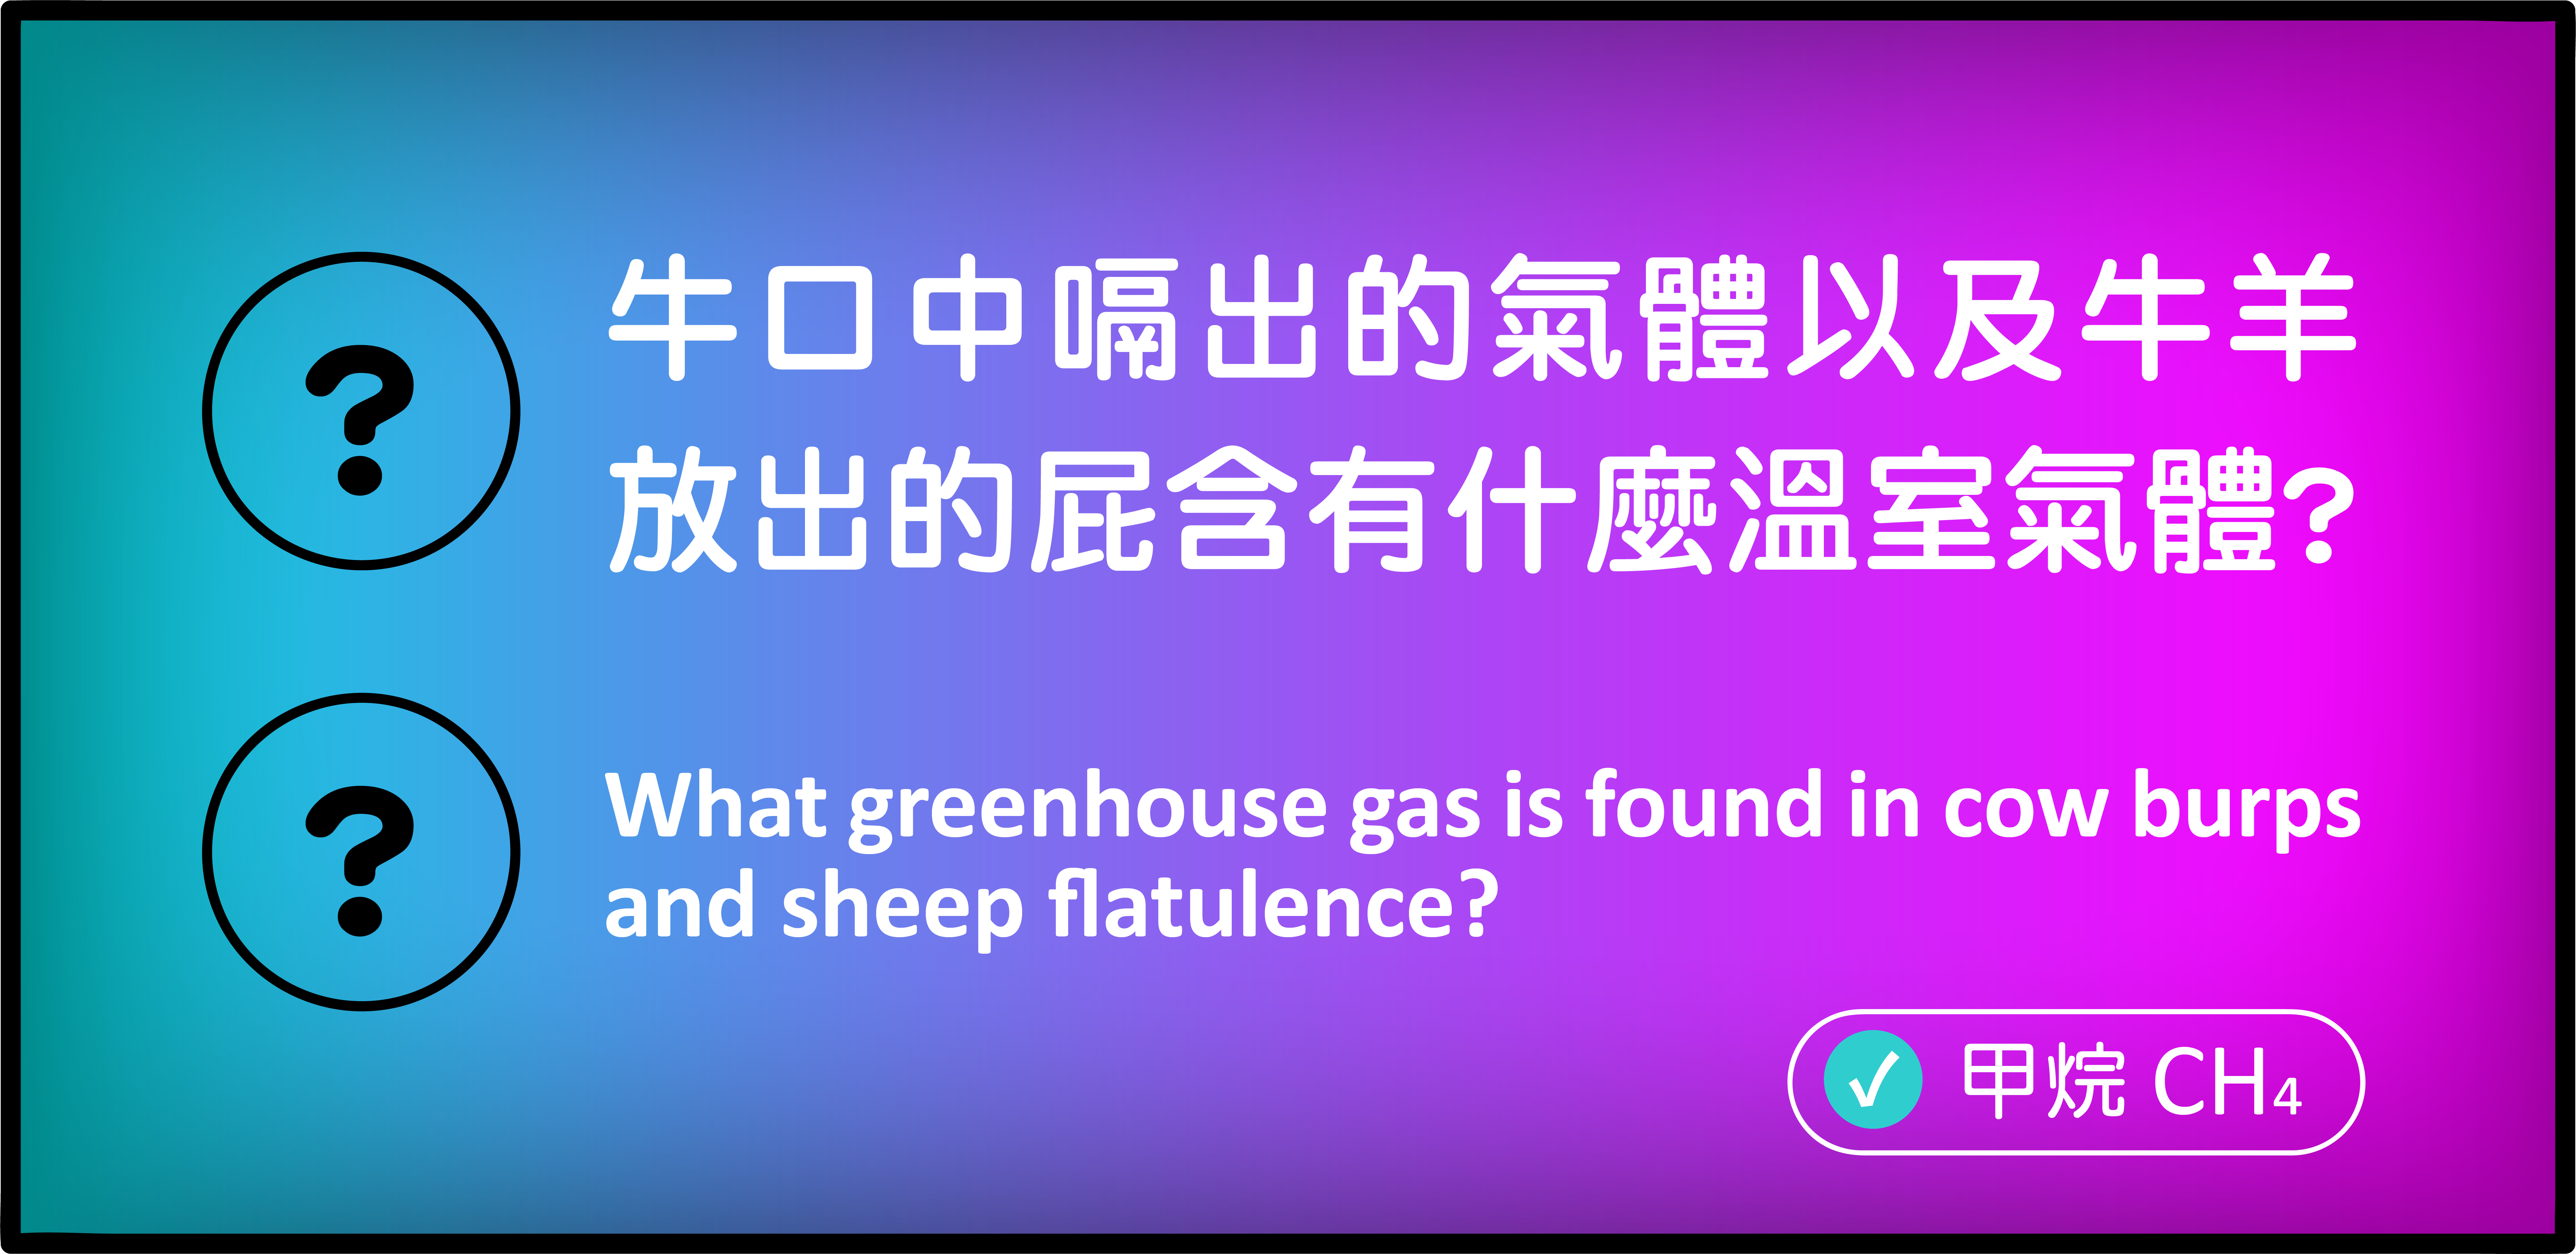 牛口中嗝出的氣體以及牛羊
放出的屁含有什麼溫室氣體?
What greenhouse gas is found in cow burps
and sheep flatulence?
✓ 甲烷 CH₄